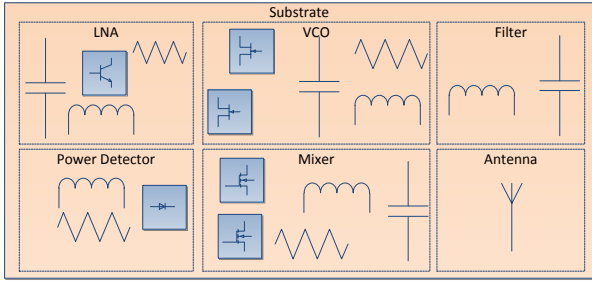 Substrate
LNA
VCO
Filter
Power Detector
Mixer
Antenna